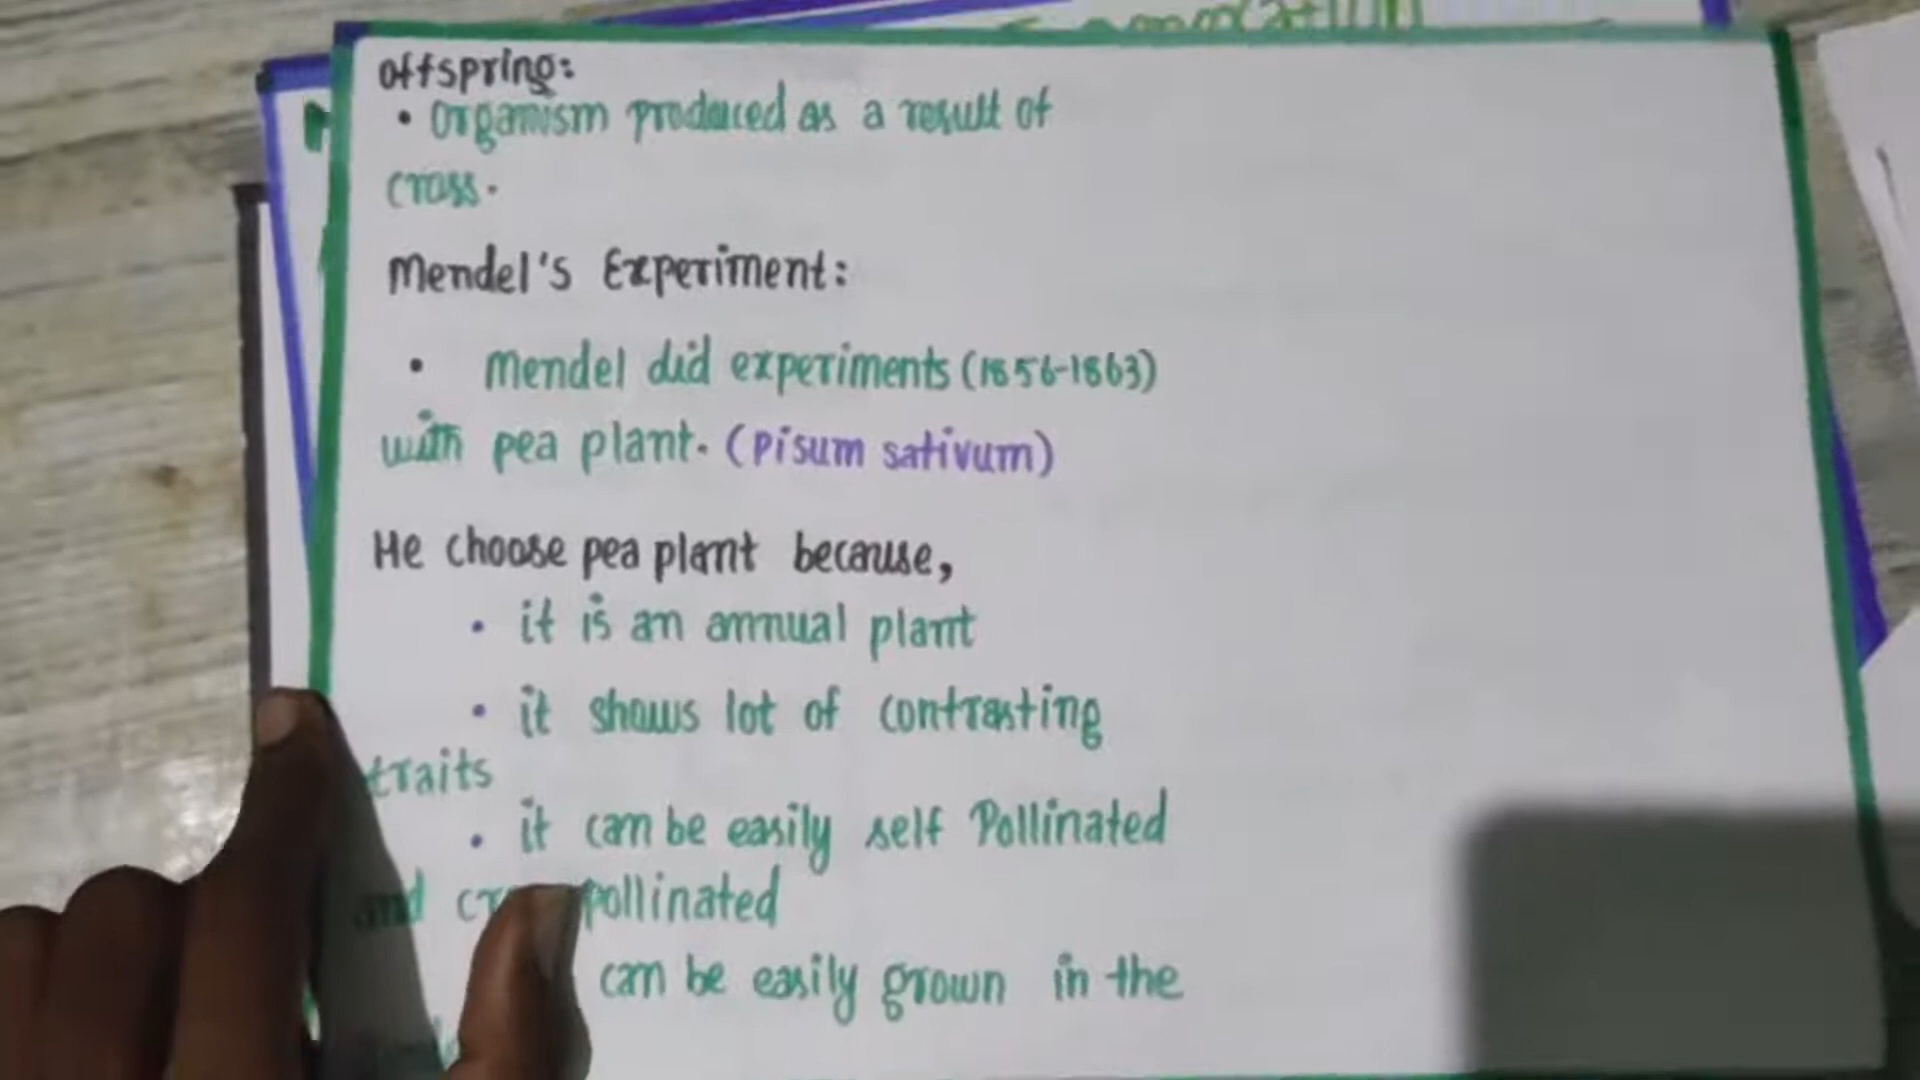 offspring:
• organism produced as a result of
cross.
Mendel's Experiment:
• Mendel did experiments (1856-1863)
with pea plant. (Pisum sativum)
He choose pea plant because,
• it is an annual plant
• it shows lot of contrasting
traits
• it can be easily self Pollinated
and pollinated
can be easily grown in the